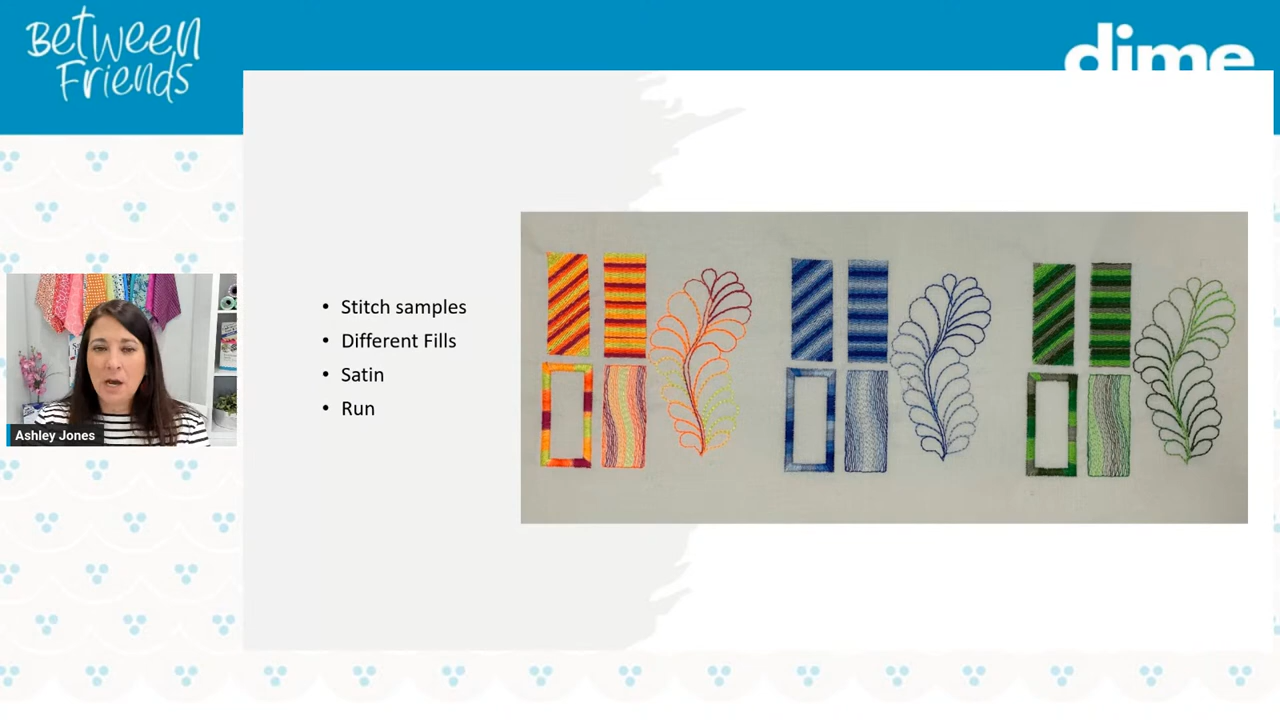 Between
Friends
dime
• Stitch samples
• Different Fills
• Satin
• Run
Ashley Jones